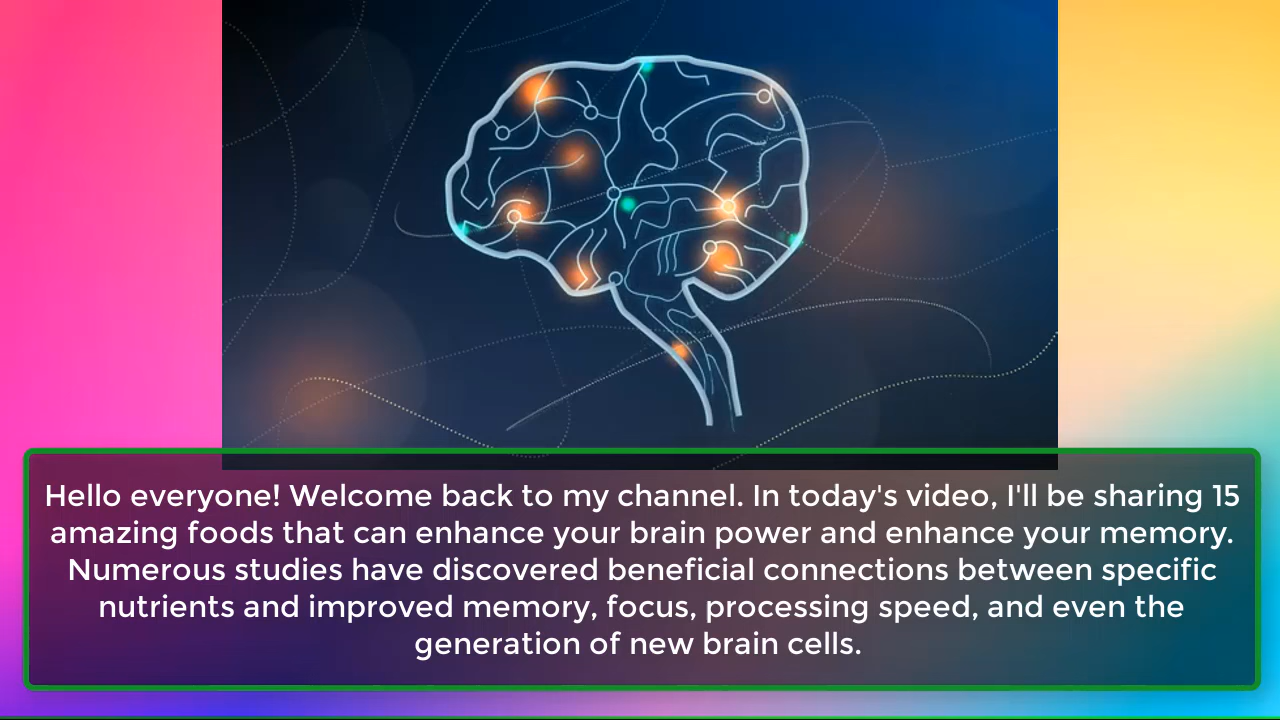 Hello everyone! Welcome back to my channel. In today's video, I'll be sharing 15
amazing foods that can enhance your brain power and enhance your memory.
Numerous studies have discovered beneficial connections between specific
nutrients and improved memory, focus, processing speed, and even the
generation of new brain cells.